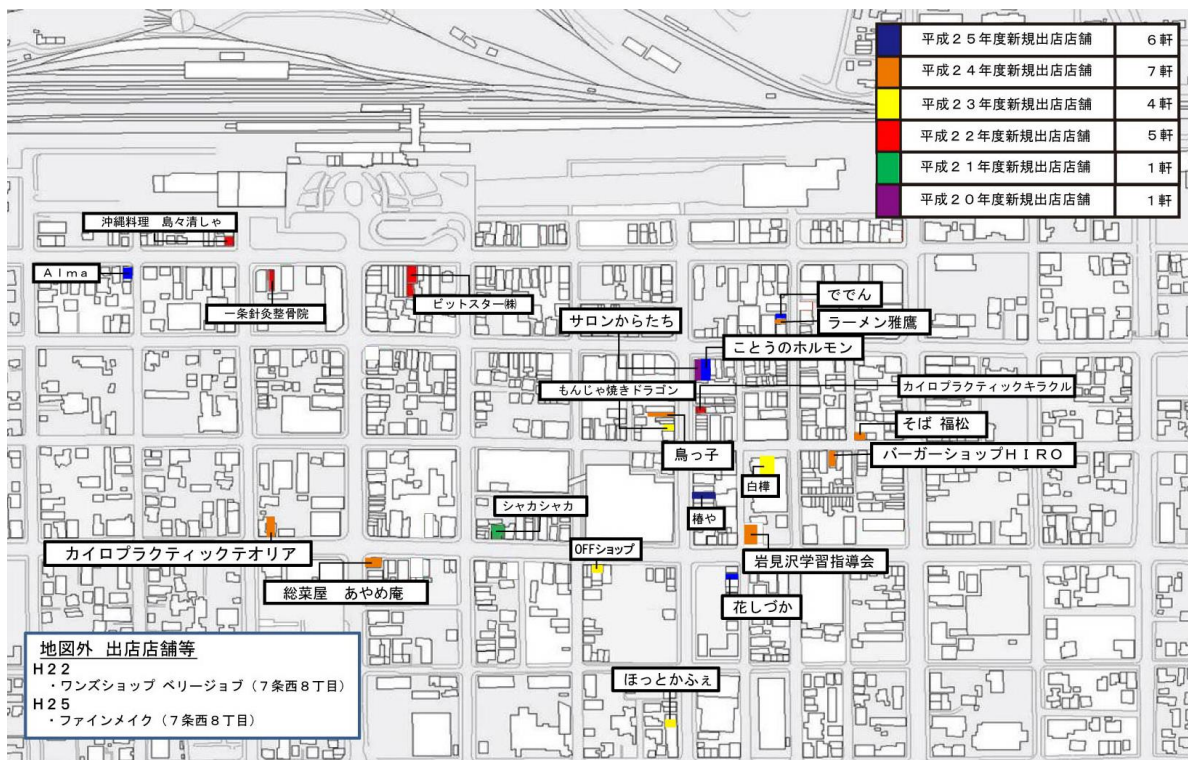 平成２５年度新規出店店舗 ６軒
平成２４年度新規出店店舗 ７軒
平成２３年度新規出店店舗 ４軒
平成２２年度新規出店店舗 ５軒
平成２１年度新規出店店舗 １軒
平成２０年度新規出店店舗 １軒
沖縄料理 島々清しゃ
Ａｌｍａ
一条針灸整骨院
ピットスター㈱
サロンからたち
ででん
ラーメン雅鷹
ことうのホルモン
もんじゃ焼きドラゴン
カイロプラクティックキラクル
そば 福松
鳥っ子
バーガーショップＨＩＲＯ
白樺
シャカシャカ
椿や
カイロプラクティックテオリア
OFFショップ
岩見沢学習指導会
総菜屋 あやめ庵
花しづか
ほっとかふぇ
地図外 出店店舗等
Ｈ２２
・ワンズショップ ベリージョブ（７条西８丁目）
Ｈ２５
・ファインメイク（７条西８丁目）